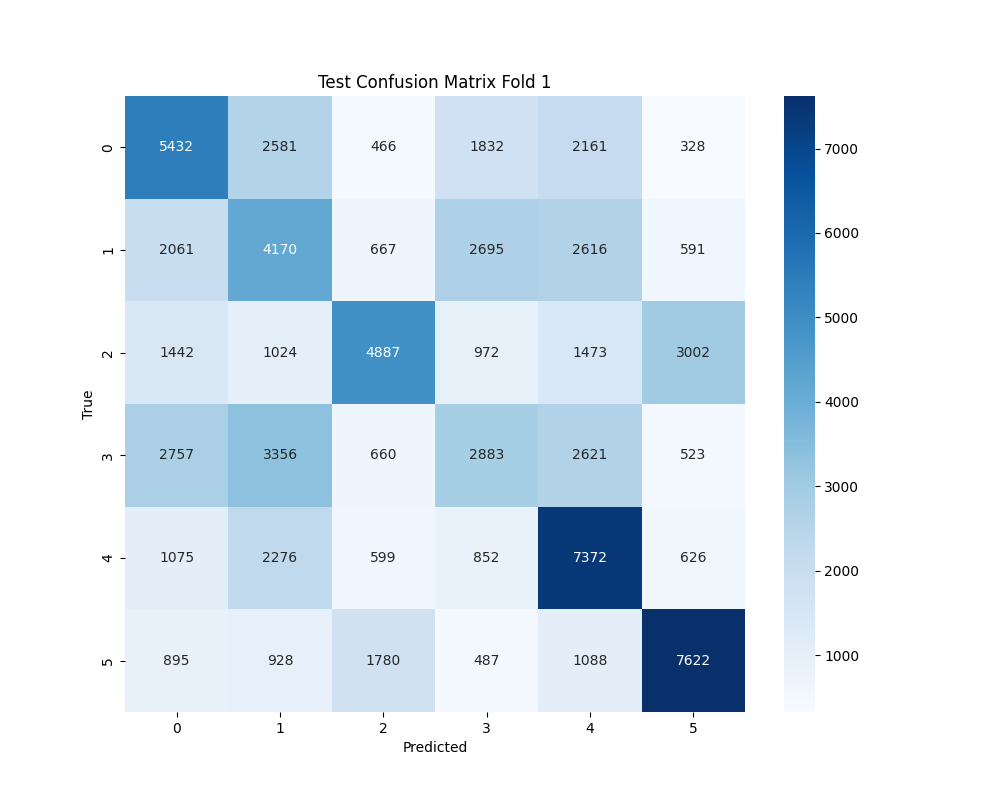 Test Confusion Matrix Fold 1
0 5432 2581 466 1832 2161 328
1 2061 4170 667 2695 2616 591
2 1442 1024 4887 972 1473 3002
3 2757 3356 660 2883 2621 523
4 1075 2276 599 852 7372 626
5 895 928 1780 487 1088 7622
0 1 2 3 4 5
Predicted
True
7000
6000
5000
4000
3000
2000
1000